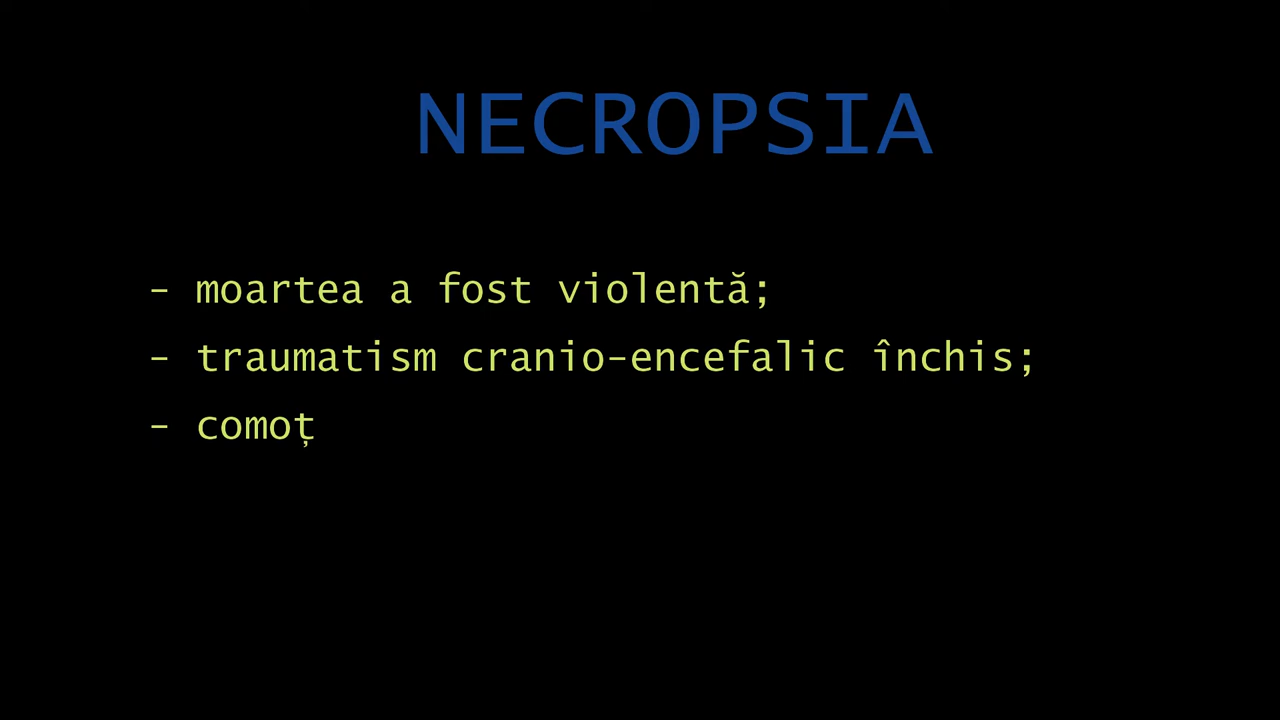 NECROPSIA
- moartea a fost violentă;
- traumatism cranio-encefalic închis;
- comoț